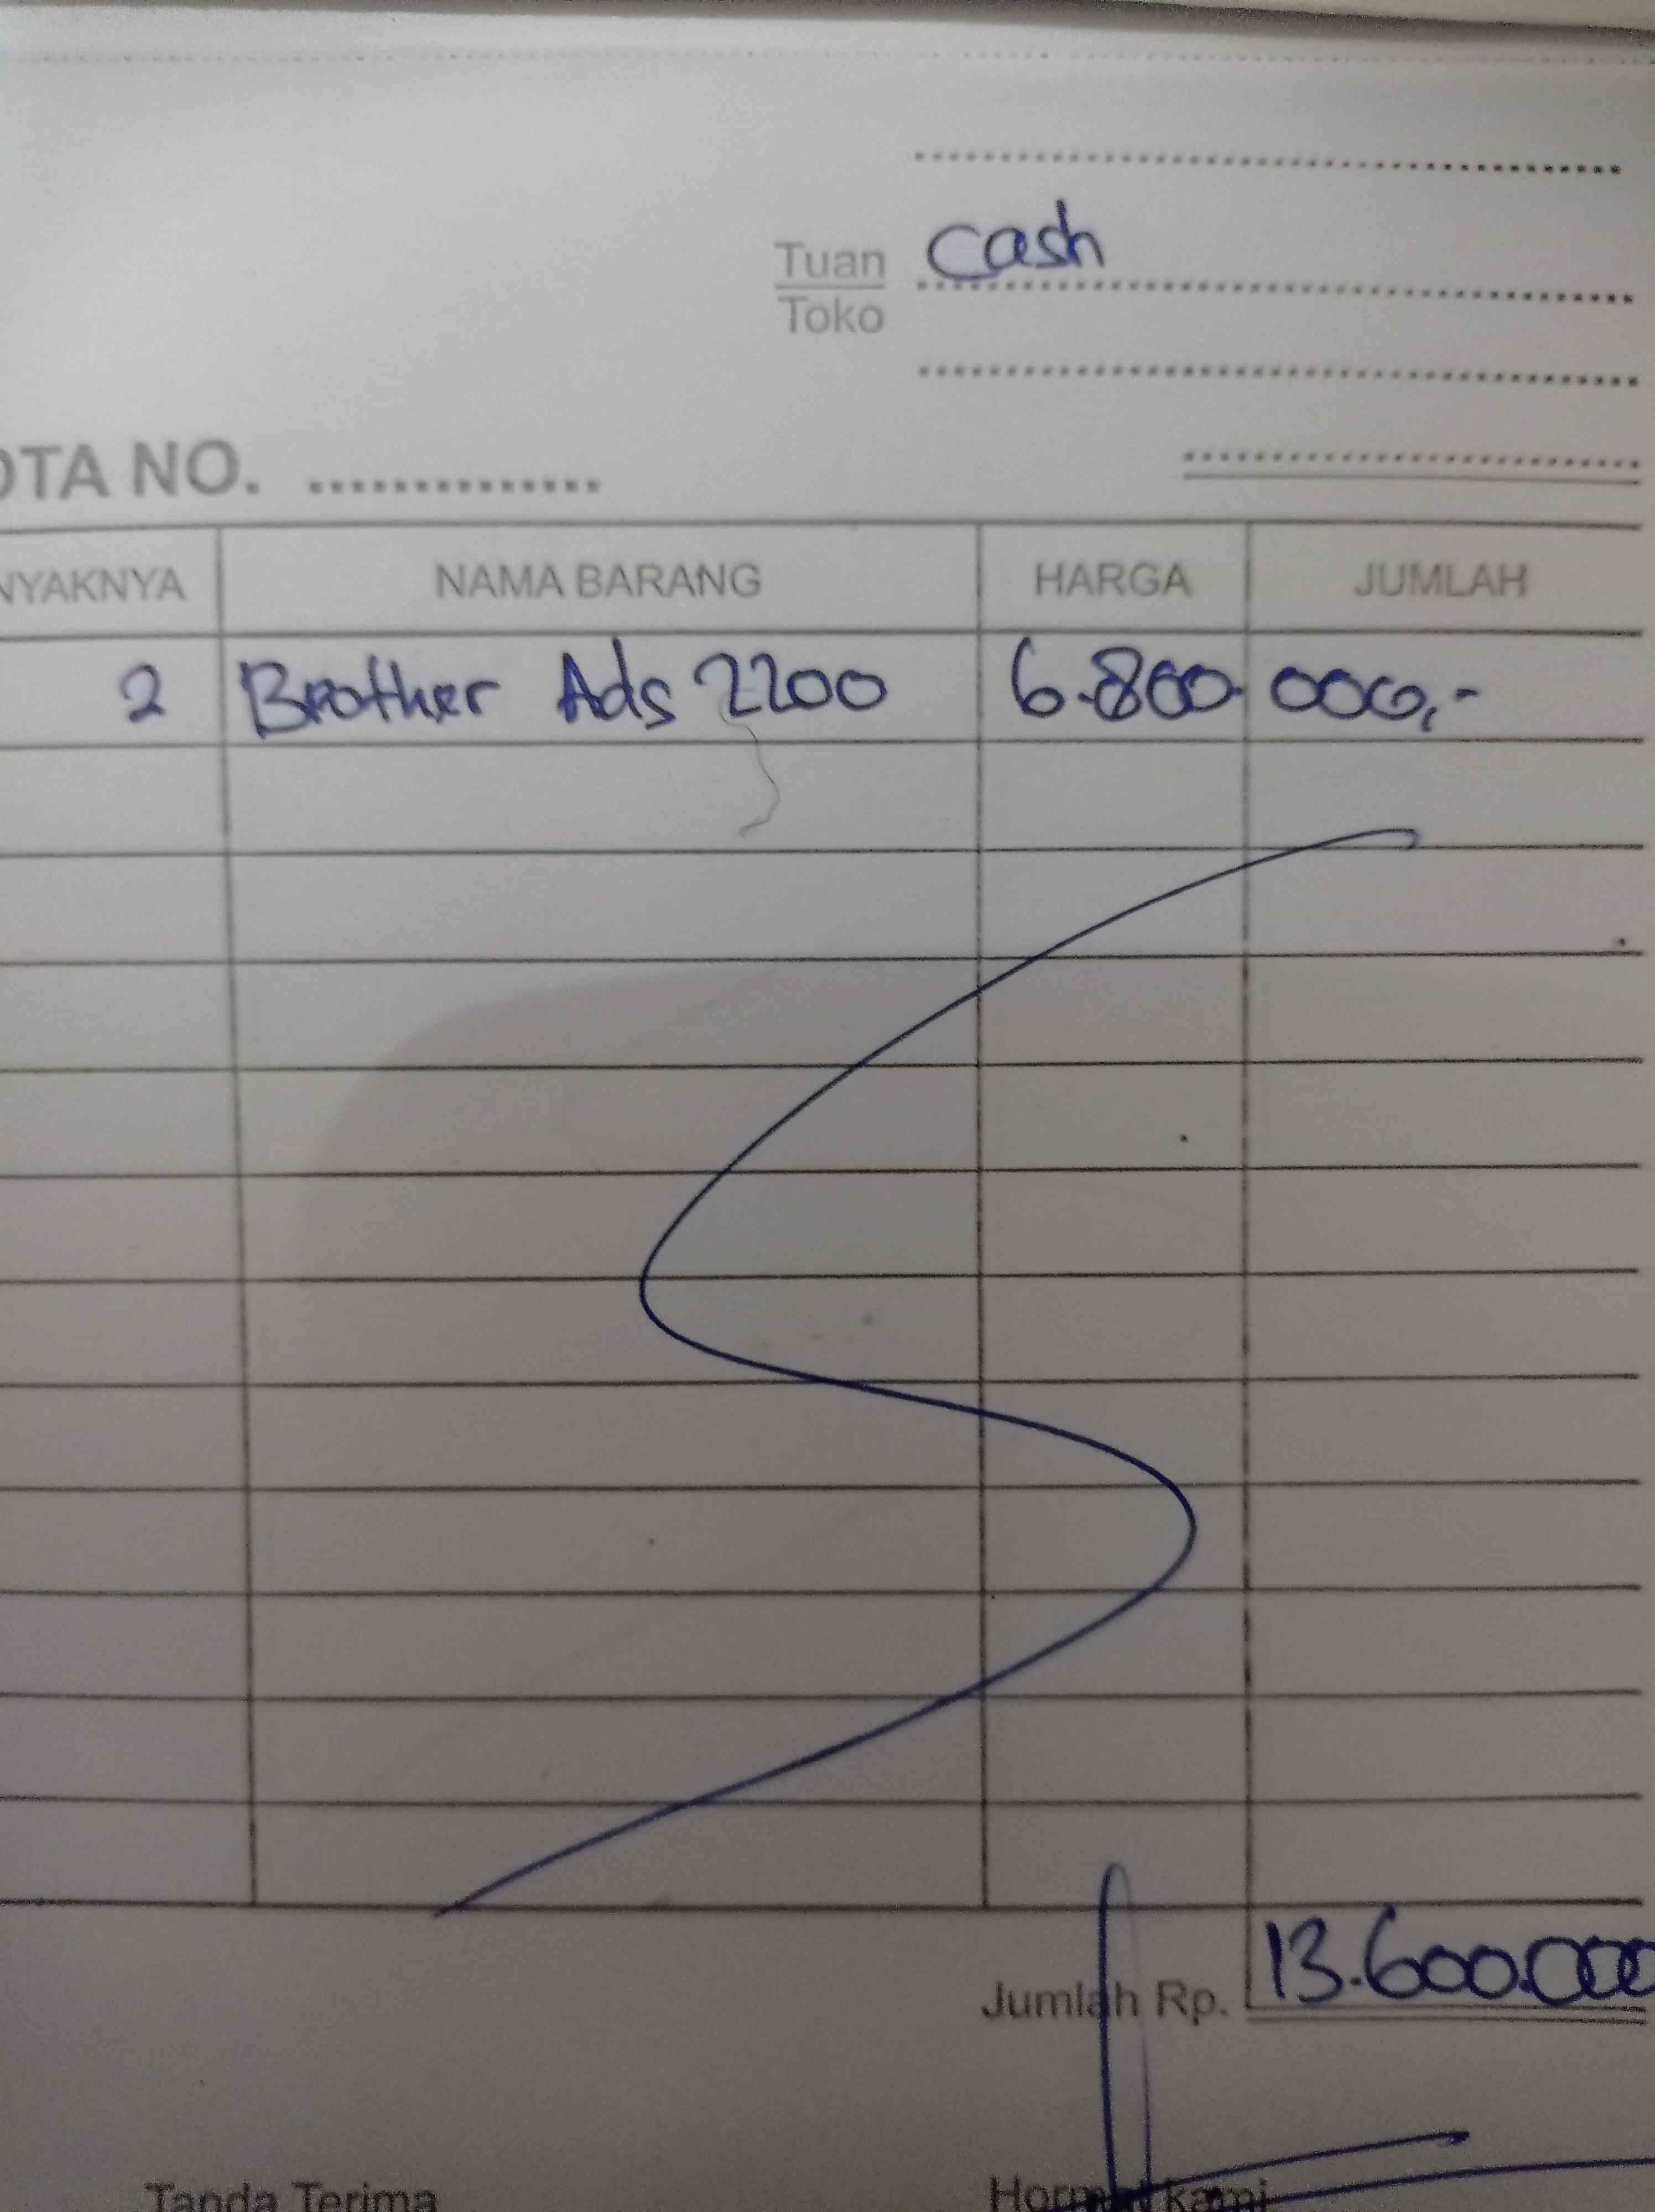 Tuan cash
Toko
OTA NO. ..............
NYAKNYA NAMA BARANG HARGA JUMLAH
2 Brother Ads 2200 6.800.000,-
Jumlah Rp. 13.600.000
Tanda Terima Hormat kami